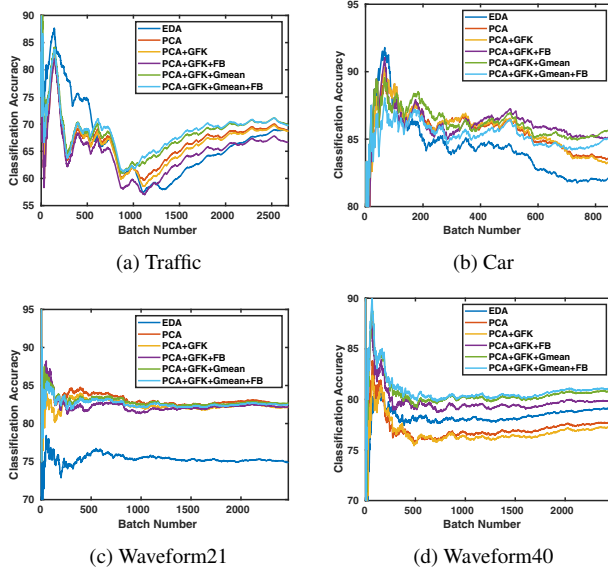 90
85
80
75
70
65
60
55
Classification Accuracy
EDA
PCA
PCA+GFK
PCA+GFK+FB
PCA+GFK+Gmean
PCA+GFK+Gmean+FB
0 500 1000 1500 2000 2500
Batch Number
(a) Traffic
95
90
85
80
Classification Accuracy
EDA
PCA
PCA+GFK
PCA+GFK+FB
PCA+GFK+Gmean
PCA+GFK+Gmean+FB
0 200 400 600 800
Batch Number
(b) Car
95
90
85
80
75
70
Classification Accuracy
EDA
PCA
PCA+GFK
PCA+GFK+FB
PCA+GFK+Gmean
PCA+GFK+Gmean+FB
0 500 1000 1500 2000
Batch Number
(c) Waveform21
90
85
80
75
70
Classification Accuracy
EDA
PCA
PCA+GFK
PCA+GFK+FB
PCA+GFK+Gmean
PCA+GFK+Gmean+FB
0 500 1000 1500 2000
Batch Number
(d) Waveform40